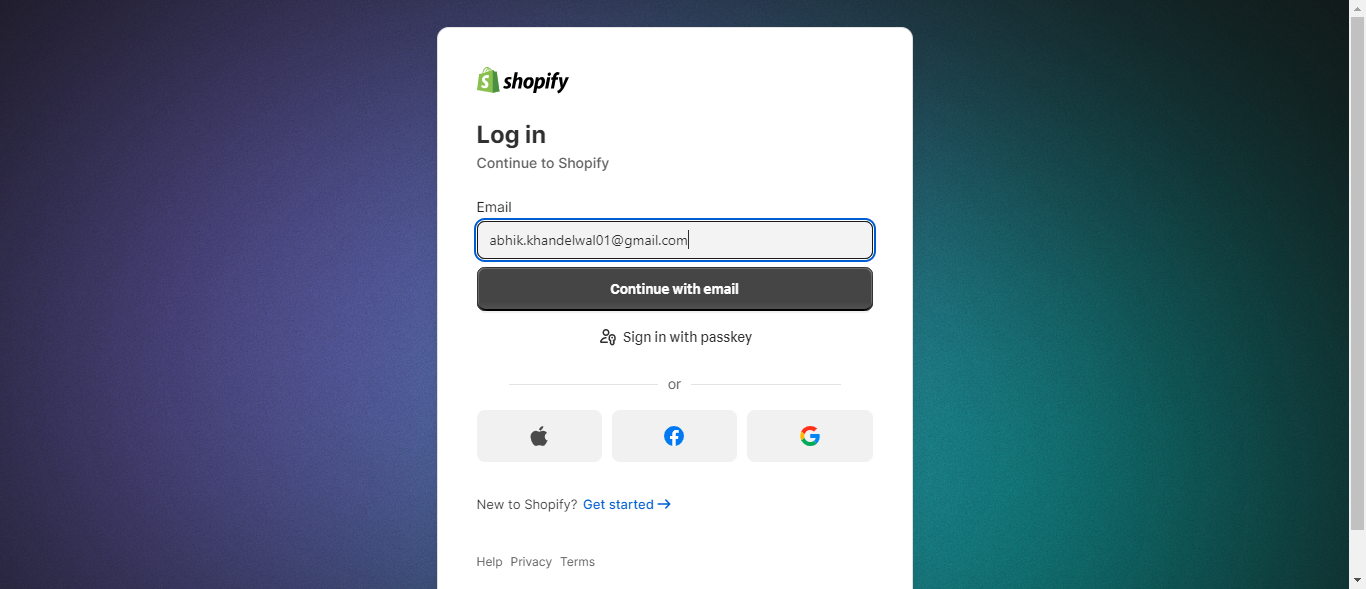 shopify
Log in
Continue to Shopify
Email
abhik.khandelwal01@gmail.com
Continue with email
Sign in with passkey
or
New to Shopify? Get started →
Help Privacy Terms